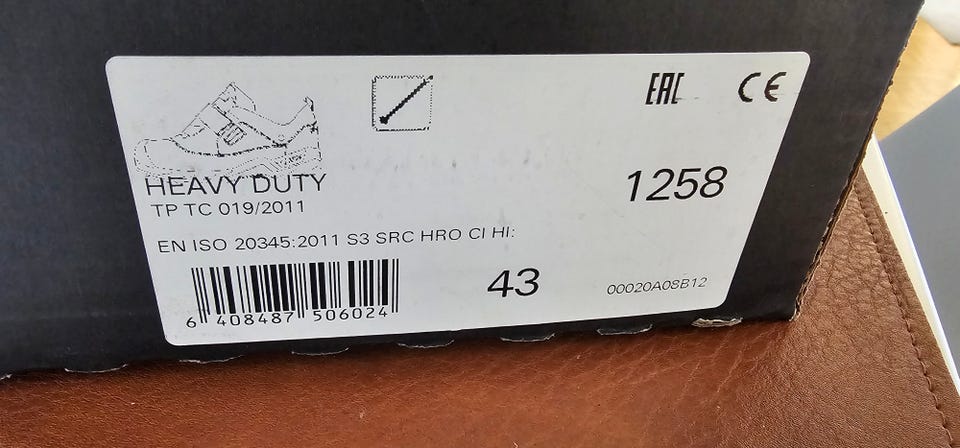 EAC CE
HEAVY DUTY
1258
TP TC 019/2011
EN ISO 20345:2011 S3 SRC HRO CI HI:
43
00020A08B12
6 408487 506024